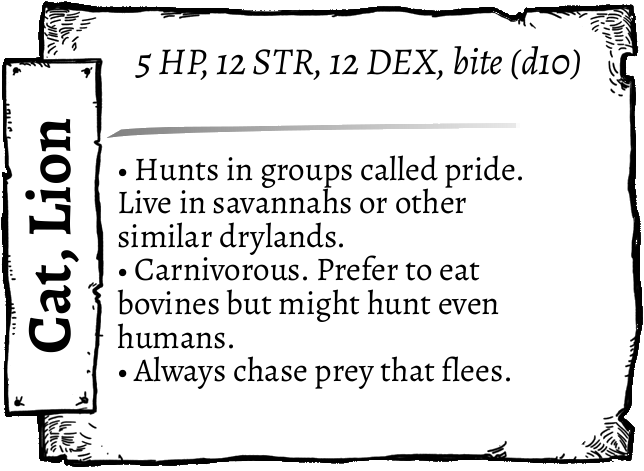 Cat, Lion
5 HP, 12 STR, 12 DEX, bite (d10)
• Hunts in groups called pride.
Live in savannahs or other
similar drylands.
• Carnivorous. Prefer to eat
bovines but might hunt even
humans.
• Always chase prey that flees.